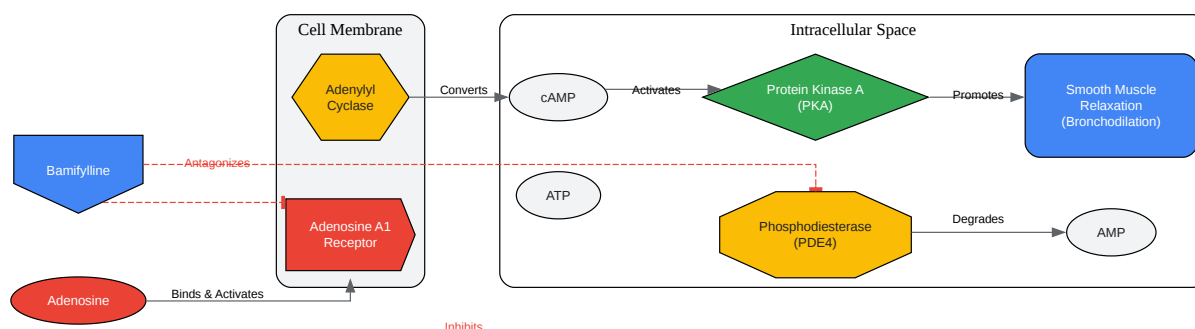 Cell Membrane
Intracellular Space
Adenylyl
Cyclase
Converts
cAMP
Activates
Protein Kinase A
(PKA)
Promotes
Smooth Muscle
Relaxation
(Bronchodilation)
Bamifylline
Antagonizes
ATP
Adenosine A1
Receptor
Phosphodiesterase
(PDE4)
Degrades
AMP
Adenosine
Binds & Activates
Inhibits